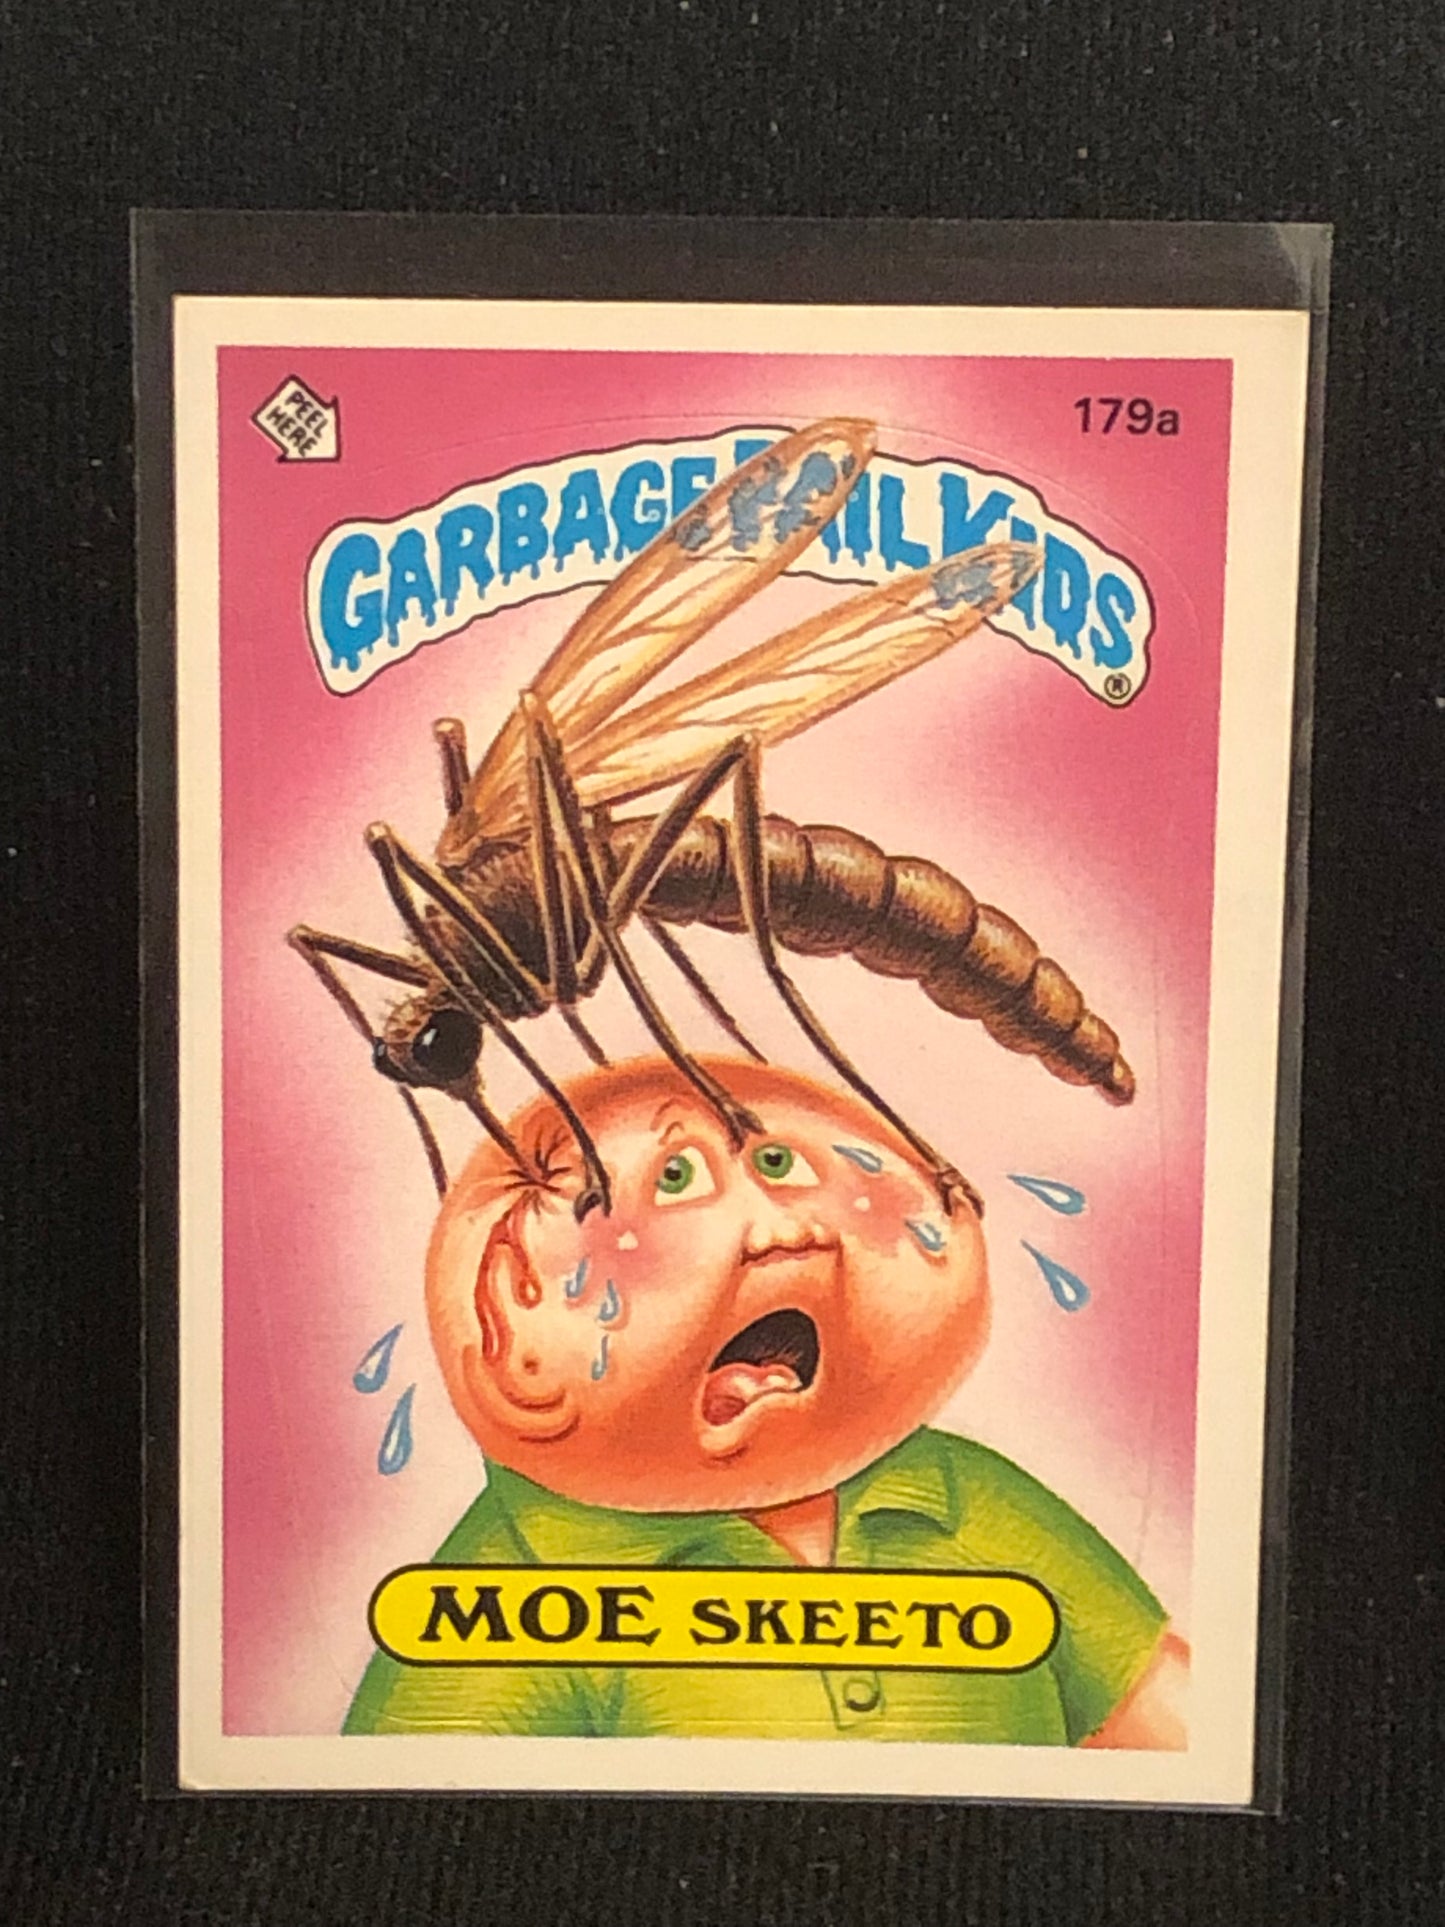 PEEL
HERE
179a
GARBAGE PAIL KIDS
®
MOE SKEETO